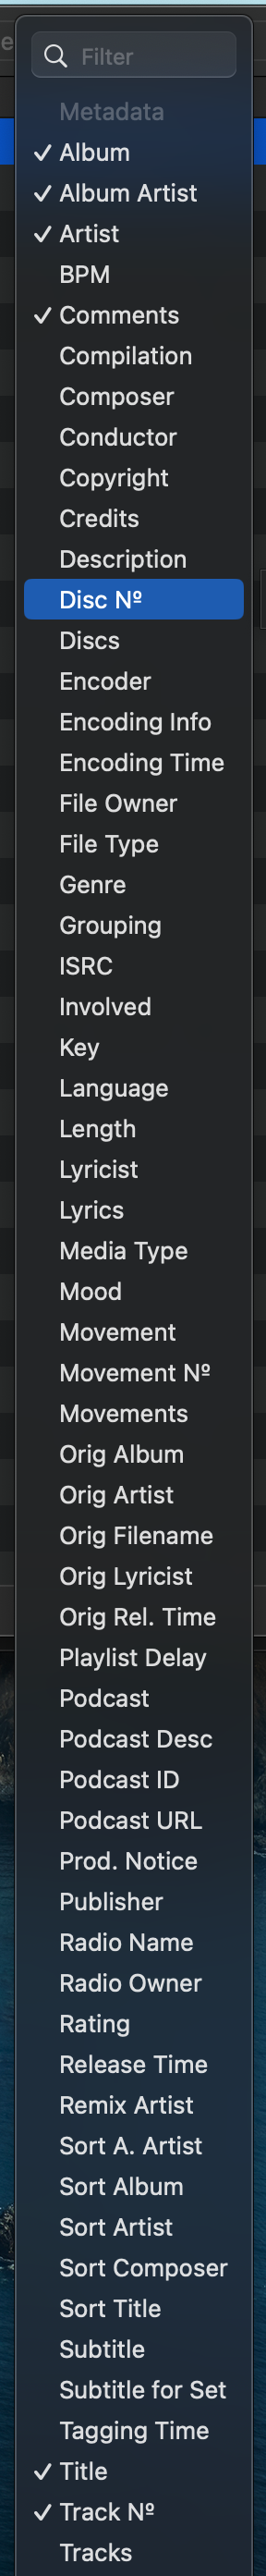 Filter
Metadata
✓ Album
✓ Album Artist
✓ Artist
BPM
✓ Comments
Compilation
Composer
Conductor
Copyright
Credits
Description
Disc Nº
Discs
Encoder
Encoding Info
Encoding Time
File Owner
File Type
Genre
Grouping
ISRC
Involved
Key
Language
Length
Lyricist
Lyrics
Media Type
Mood
Movement
Movement Nº
Movements
Orig Album
Orig Artist
Orig Filename
Orig Lyricist
Orig Rel. Time
Playlist Delay
Podcast
Podcast Desc
Podcast ID
Podcast URL
Prod. Notice
Publisher
Radio Name
Radio Owner
Rating
Release Time
Remix Artist
Sort A. Artist
Sort Album
Sort Artist
Sort Composer
Sort Title
Subtitle
Subtitle for Set
Tagging Time
✓ Title
✓ Track Nº
Tracks